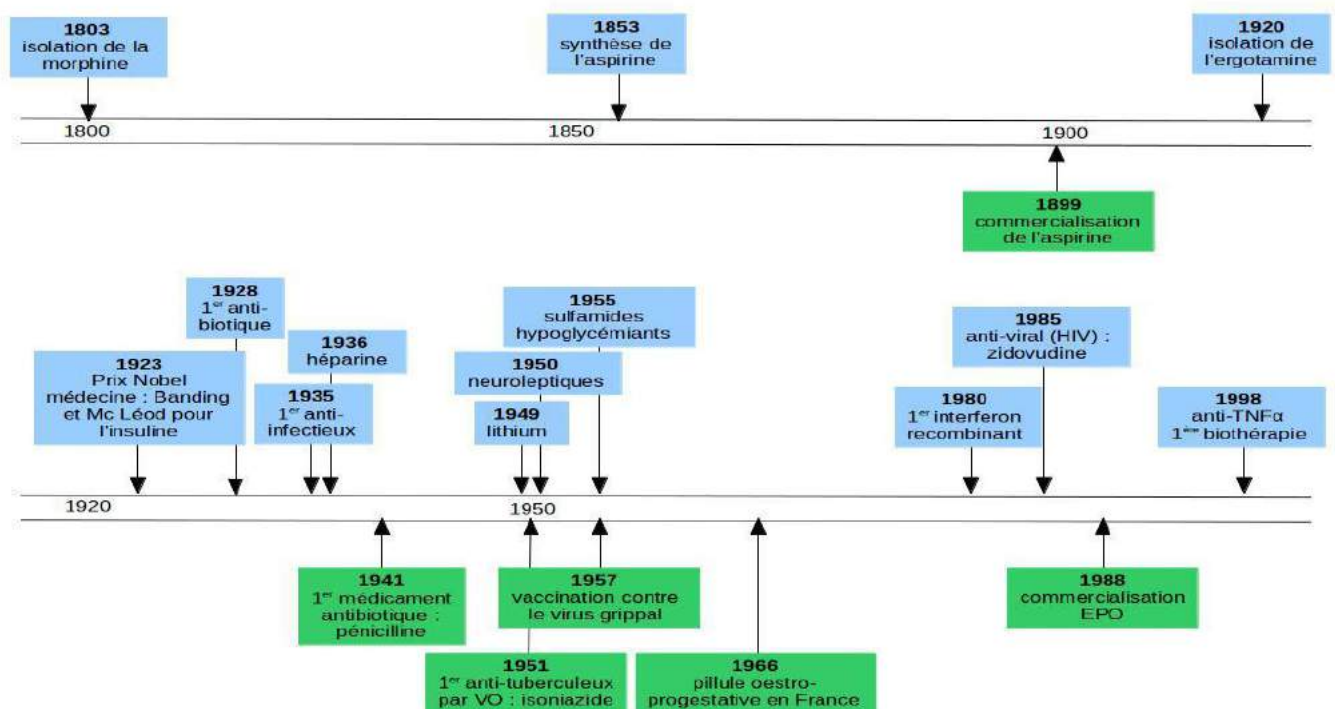 1803
isolation de la
morphine
1853
synthèse de
l'aspirine
1920
isolation de
l'ergotamine
1800
1850
1900
1899
commercialisation
de l'aspirine
1923
Prix Nobel
médecine : Banding
et Mc Léod pour
l'insuline
1928
1er anti-
biotique
1935
1er anti-
infectieux
1936
héparine
1949
lithium
1950
neuroleptiques
1955
sulfamides
hypoglycémiants
1980
1er interferon
recombinant
1985
anti-viral (HIV) :
zidovudine
1998
anti-TNFα
1ère biothérapie
1920
1950
1941
1er médicament
antibiotique :
pénicilline
1951
1er anti-tuberculeux
par VO : isoniazide
1957
vaccination contre
le virus grippal
1966
pillule oestro-
progestative en France
1988
commercialisation
EPO